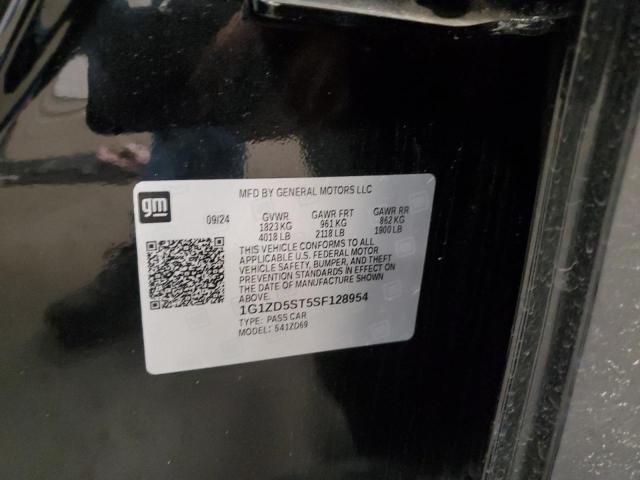 MFD BY GENERAL MOTORS LLC
gm
09/24
GVWR GAWR FRT GAWR RR
1823 KG 961 KG 862 KG
4018 LB 2118 LB 1900 LB
THIS VEHICLE CONFORMS TO ALL
APPLICABLE U.S. FEDERAL MOTOR
VEHICLE SAFETY, BUMPER, AND THEFT
PREVENTION STANDARDS IN EFFECT ON
THE DATE OF MANUFACTURE SHOWN
ABOVE.
1G1ZD5ST5SF128954
TYPE: PASS CAR
MODEL: 541ZD69